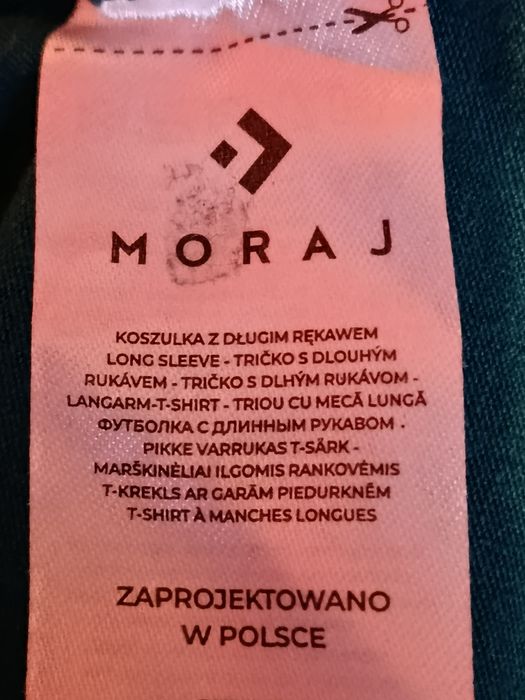 MORAJ
KOSZULKA Z DŁUGIM RĘKAWEM
LONG SLEEVE - TRIČKO S DLOUHÝM
RUKÁVEM - TRIČKO S DLHÝM RUKÁVOM -
LANGARM-T-SHIRT - TRIOU CU MECĂ LUNGĂ
ФУТБОЛКА С ДЛИННЫМ РУКАВОМ -
PIKKE VARRUKAS T-SÄRK -
MARŠKINĖLIAI ILGOMIS RANKOVĖMIS
T-KREKLS AR GARĀM PIEDURKNĒM
T-SHIRT À MANCHES LONGUES
ZAPROJEKTOWANO
W POLSCE